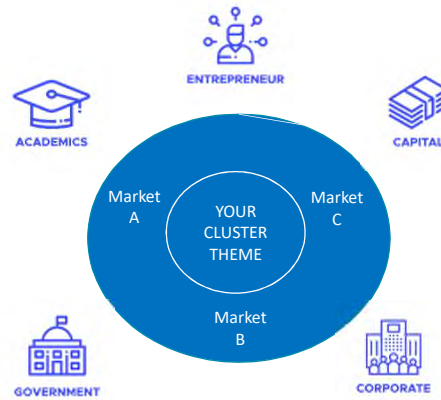 ENTREPRENEUR
ACADEMICS
CAPITAL
Market
A
YOUR
CLUSTER
THEME
Market
C
Market
B
GOVERNMENT
CORPORATE